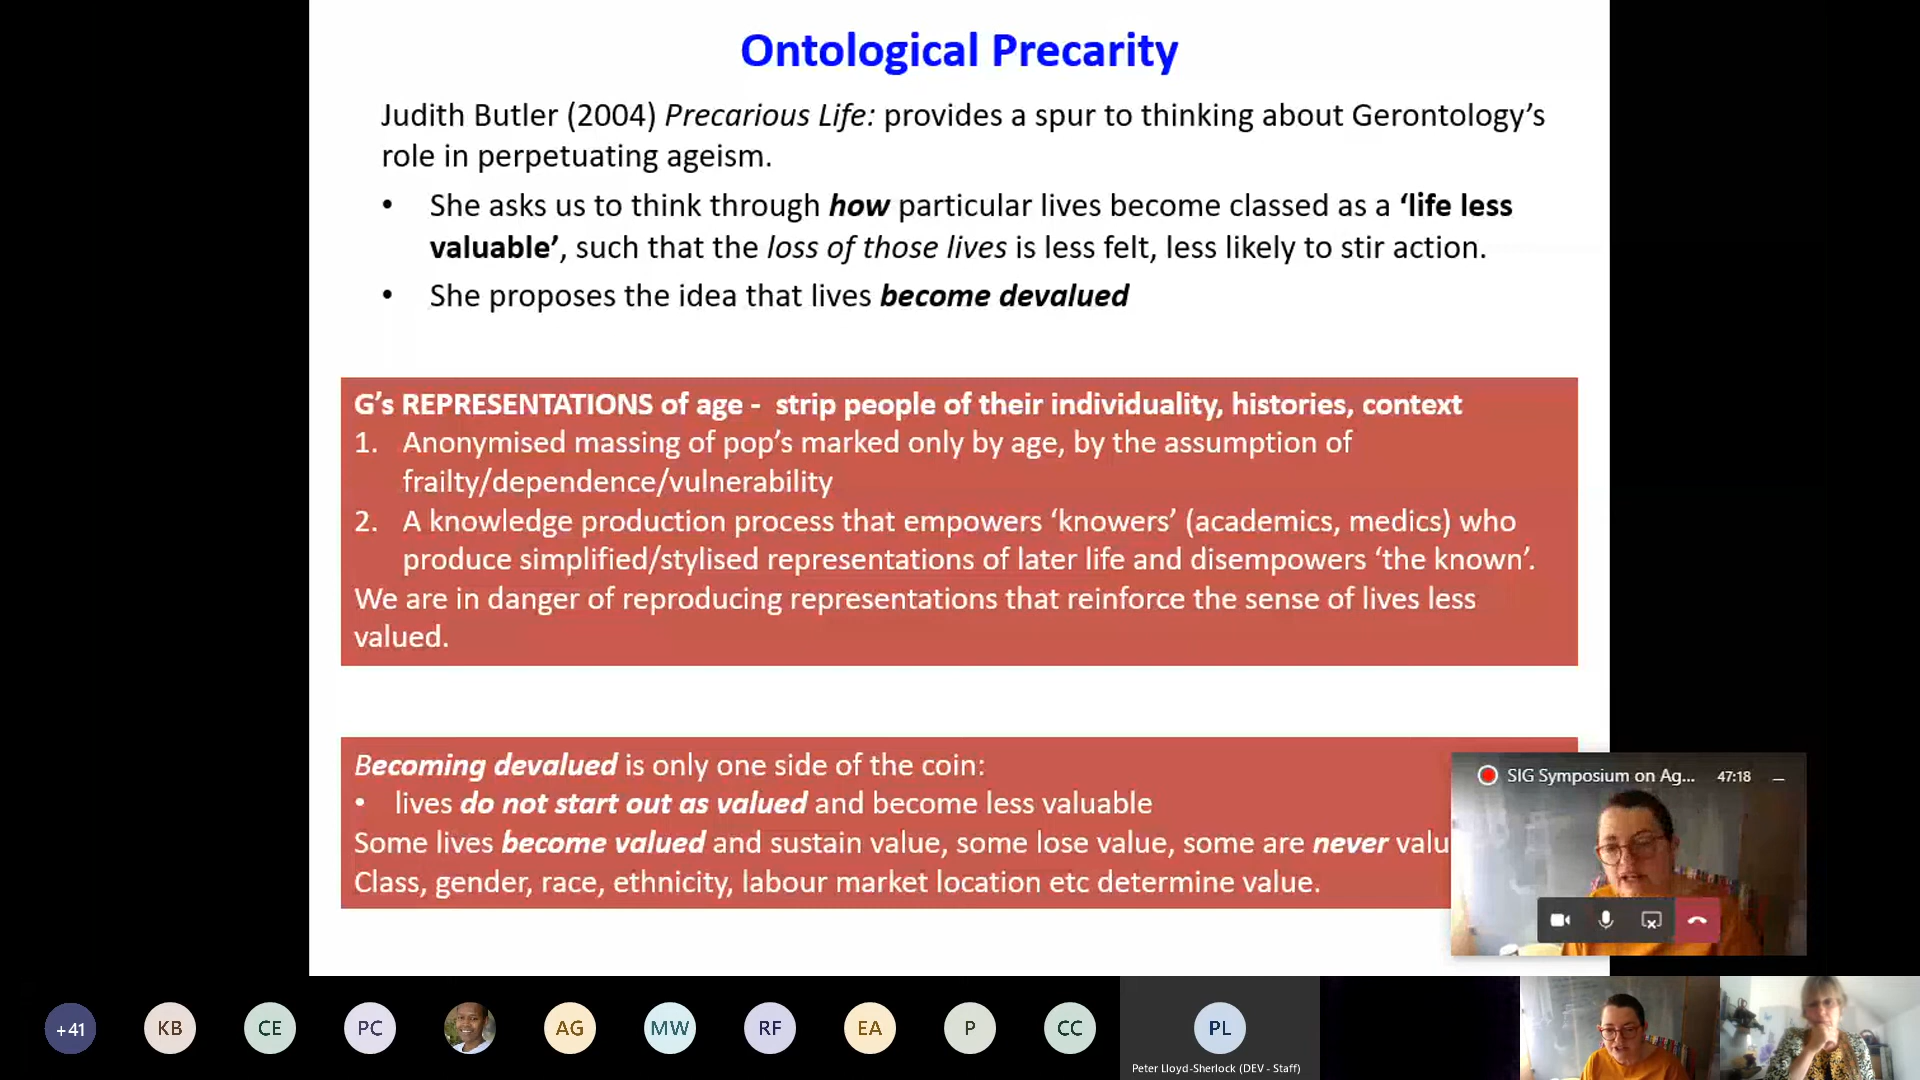 Ontological Precarity
Judith Butler (2004) Precarious Life: provides a spur to thinking about Gerontology’s
role in perpetuating ageism.
• She asks us to think through how particular lives become classed as a ‘life less
valuable’, such that the loss of those lives is less felt, less likely to stir action.
• She proposes the idea that lives become devalued
G’s REPRESENTATIONS of age - strip people of their individuality, histories, context
1. Anonymised massing of pop’s marked only by age, by the assumption of
frailty/dependence/vulnerability
2. A knowledge production process that empowers ‘knowers’ (academics, medics) who
produce simplified/stylised representations of later life and disempowers ‘the known’.
We are in danger of reproducing representations that reinforce the sense of lives less
valued.
Becoming devalued is only one side of the coin:
• lives do not start out as valued and become less valuable
Some lives become valued and sustain value, some lose value, some are never valu
Class, gender, race, ethnicity, labour market location etc determine value.
SIG Symposium on Ag... 47:18
+41 KB CE PC AG MW RF EA P CC PL
Peter Lloyd-Sherlock (DEV - Staff)